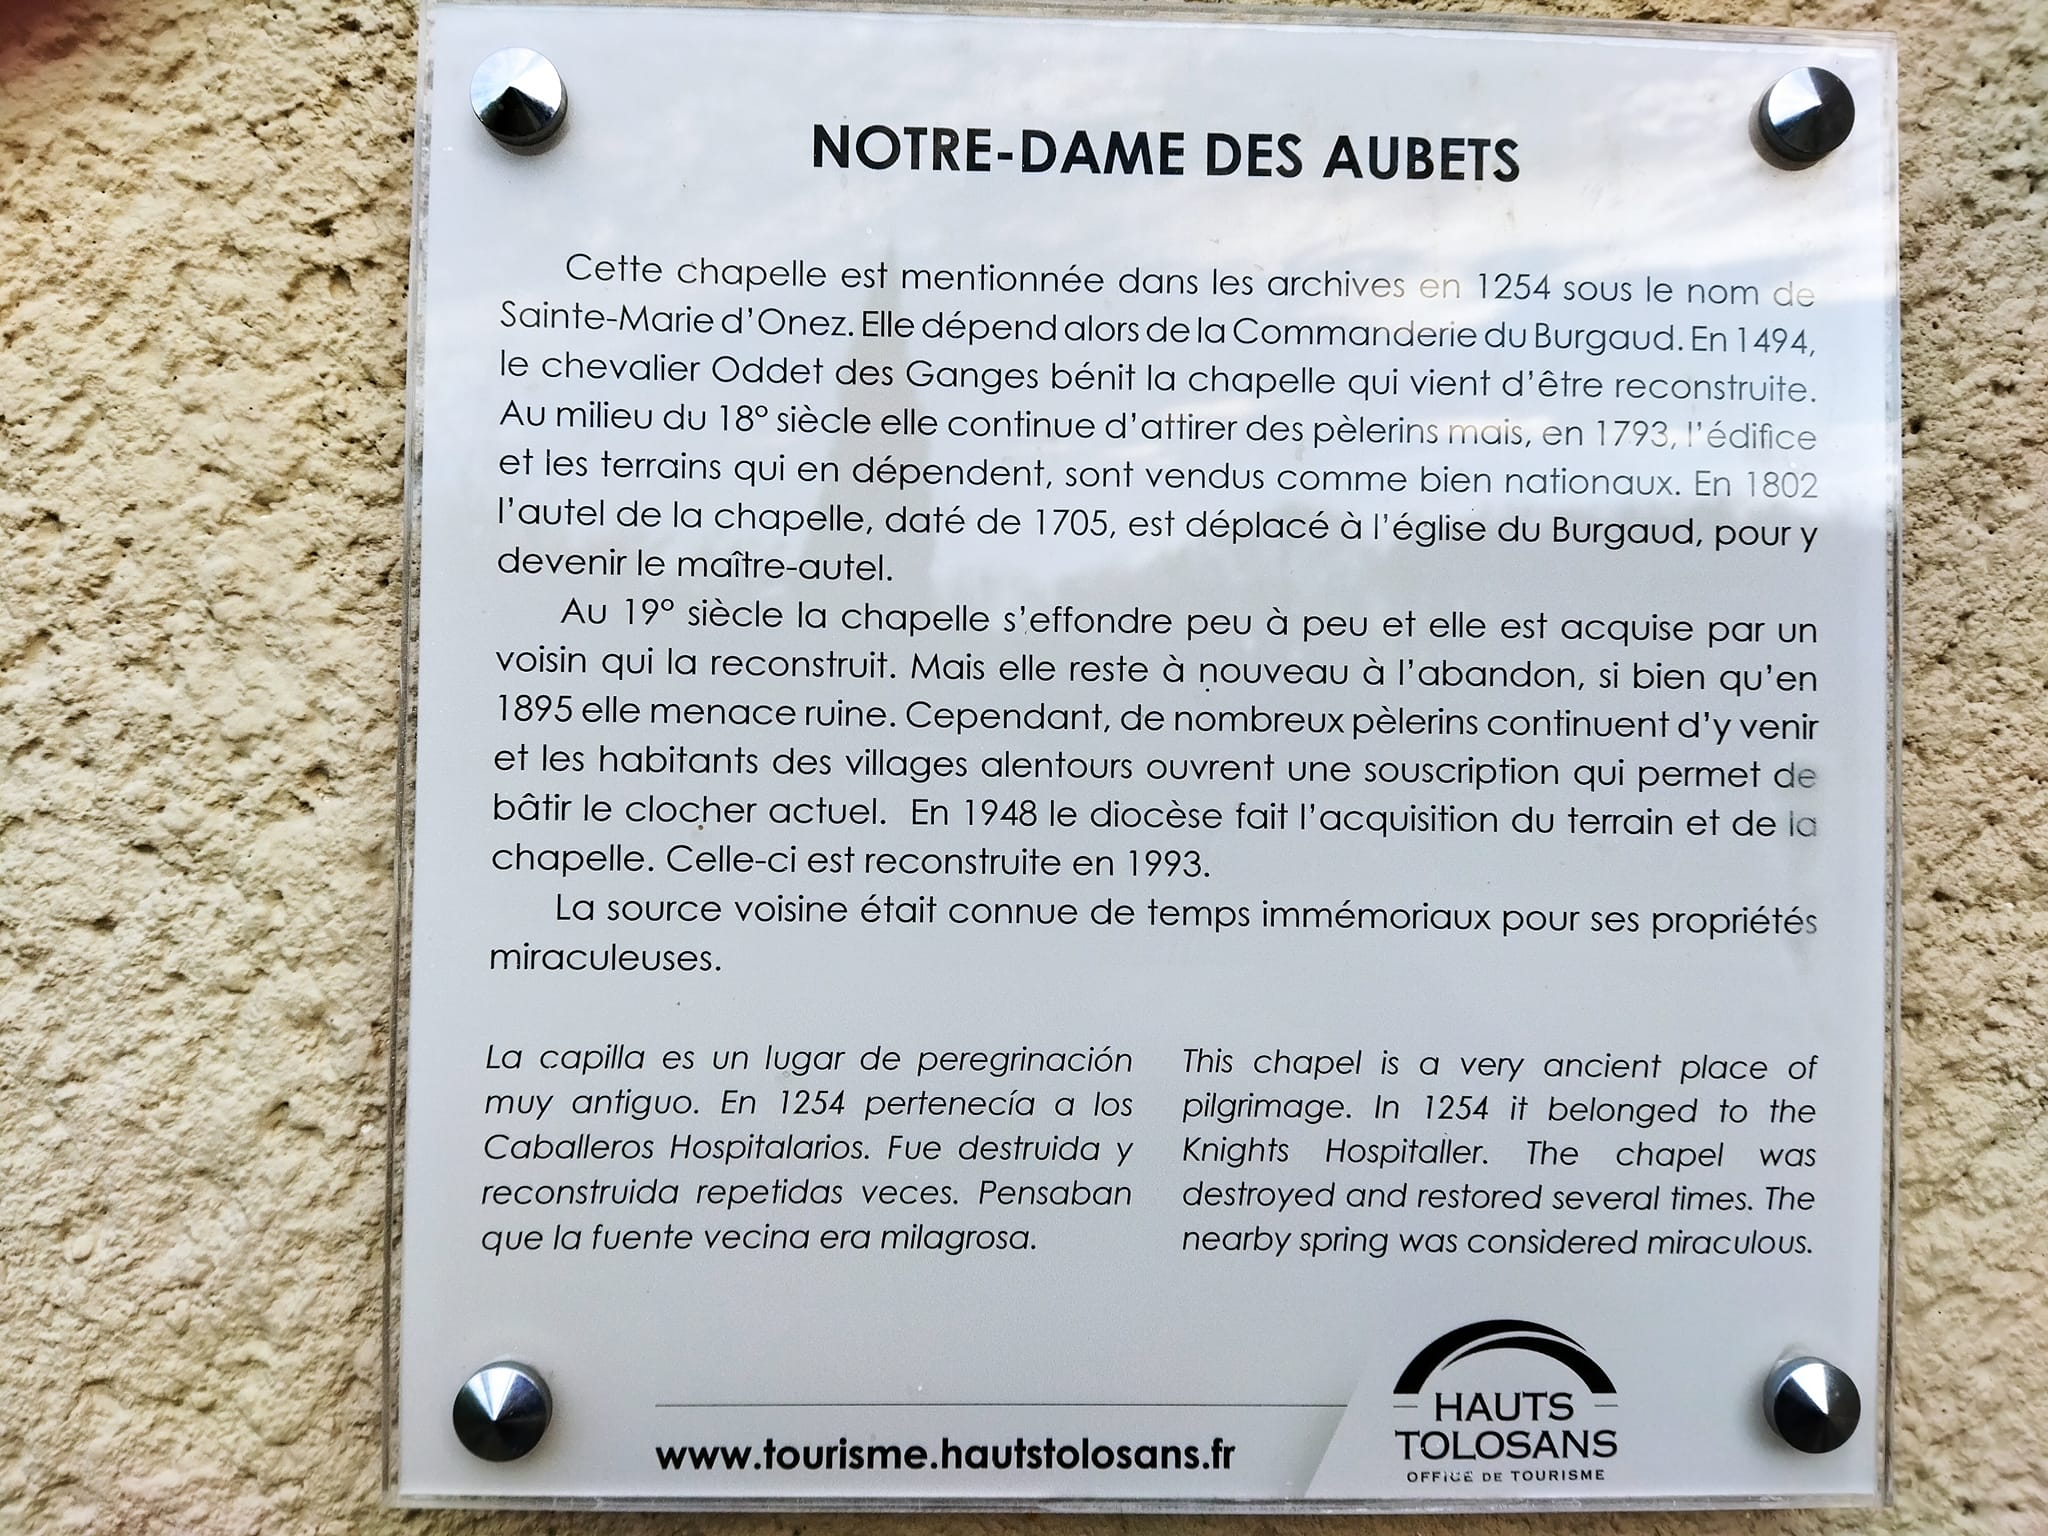 NOTRE-DAME DES AUBETS
Cette chapelle est mentionnée dans les archives en 1254 sous le nom de
Sainte-Marie d'Onez. Elle dépend alors de la Commanderie du Burgaud. En 1494,
le chevalier Oddet des Ganges bénit la chapelle qui vient d'être reconstruite.
Au milieu du 18° siècle elle continue d'attirer des pèlerins mais, en 1793, l'édifice
et les terrains qui en dépendent, sont vendus comme bien nationaux. En 1802
l'autel de la chapelle, daté de 1705, est déplacé à l'église du Burgaud, pour y
devenir le maître-autel.
Au 19° siècle la chapelle s'effondre peu à peu et elle est acquise par un
voisin qui la reconstruit. Mais elle reste à nouveau à l'abandon, si bien qu'en
1895 elle menace ruine. Cependant, de nombreux pèlerins continuent d'y venir
et les habitants des villages alentours ouvrent une souscription qui permet de
bâtir le clocher actuel. En 1948 le diocèse fait l'acquisition du terrain et de la
chapelle. Celle-ci est reconstruite en 1993.
La source voisine était connue de temps immémoriaux pour ses propriétés
miraculeuses.
La capilla es un lugar de peregrinación
muy antiguo. En 1254 pertenecía a los
Caballeros Hospitalarios. Fue destruida y
reconstruida repetidas veces. Pensaban
que la fuente vecina era milagrosa.
This chapel is a very ancient place of
pilgrimage. In 1254 it belonged to the
Knights Hospitaller. The chapel was
destroyed and restored several times. The
nearby spring was considered miraculous.
www.tourisme.hautstolosans.fr
HAUTS
TOLOSANS
OFFICE DE TOURISME